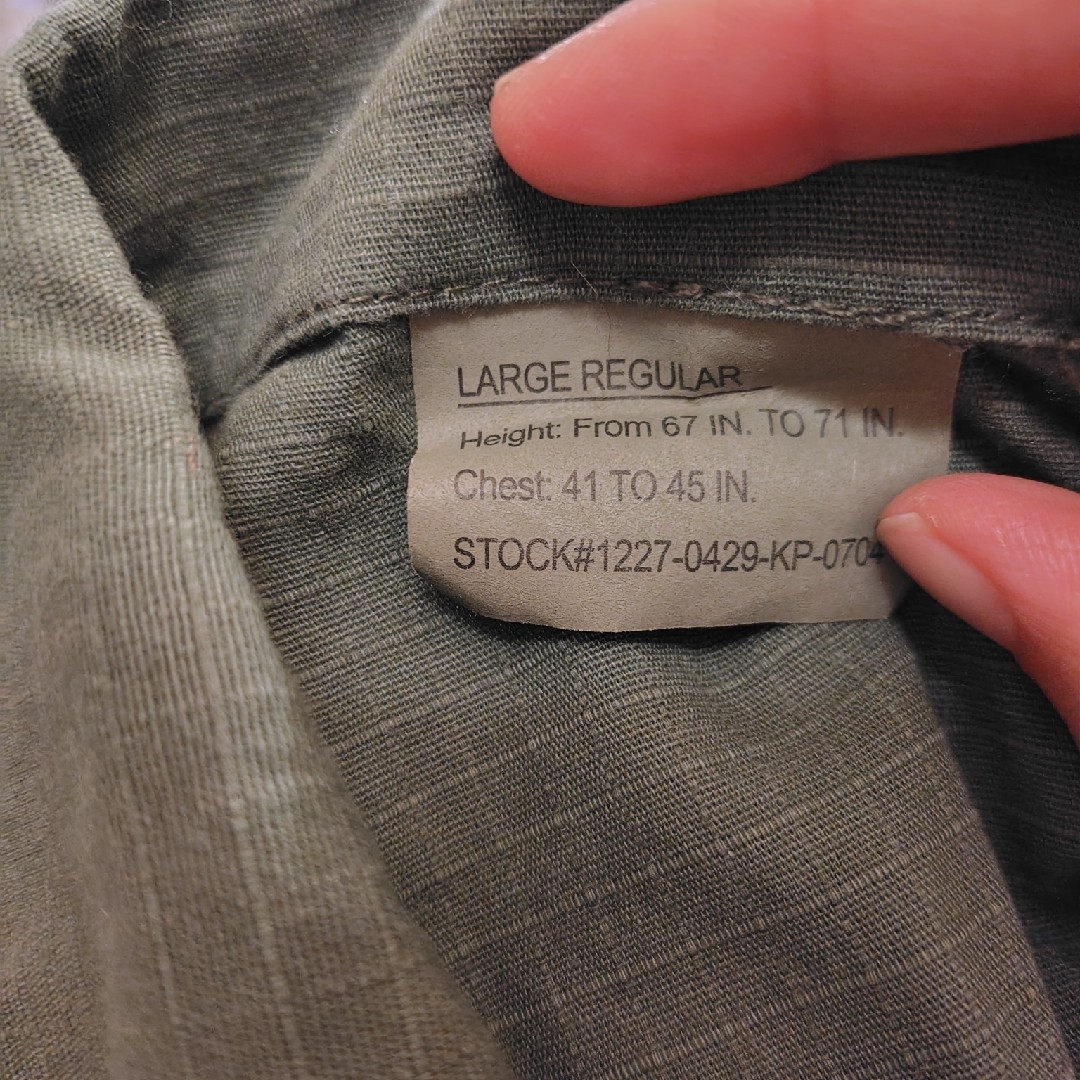 LARGE REGULAR
Height: From 67 IN. TO 71 IN.
Chest: 41 TO 45 IN.
STOCK#1227-0429-KP-0704